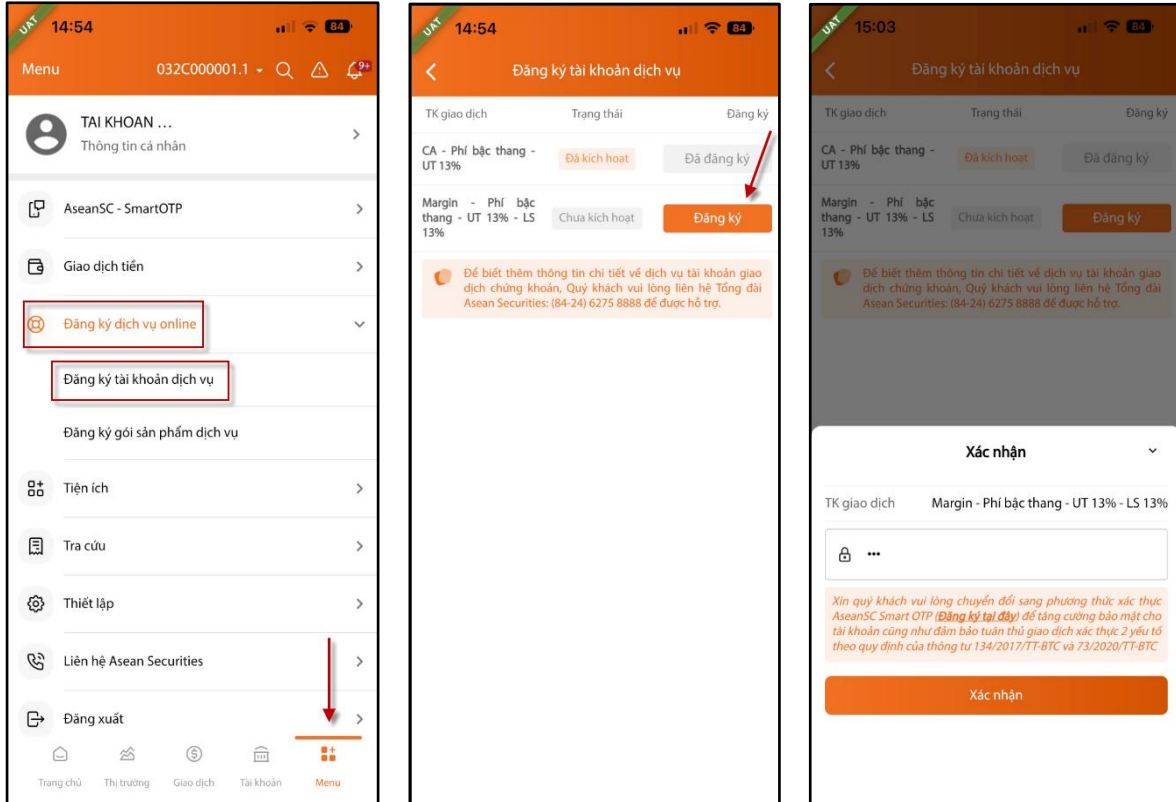 UAT
14:54
84
Menu
032C000001.1
9+
TAI KHOAN ...
Thông tin cá nhân
AseanSC - SmartOTP
Giao dịch tiền
Đăng ký dịch vụ online
Đăng ký tài khoản dịch vụ
Đăng ký gói sản phẩm dịch vụ
Tiện ích
Tra cứu
Thiết lập
Liên hệ Asean Securities
Đăng xuất
Trang chủ Thị trường Giao dịch Tài khoản Menu
UAT
14:54
84
Đăng ký tài khoản dịch vụ
TK giao dịch Trạng thái Đăng ký
CA - Phí bậc thang -
UT 13%
Đã kích hoạt
Đã đăng ký
Margin - Phí bậc
thang - UT 13% - LS
13%
Chưa kích hoạt
Đăng ký
Để biết thêm thông tin chi tiết về dịch vụ tài khoản giao
dịch chứng khoán, Quý khách vui lòng liên hệ Tổng đài
Asean Securities: (84-24) 6275 8888 để được hỗ trợ.
UAT
15:03
84
Đăng ký tài khoản dịch vụ
TK giao dịch Trạng thái Đăng ký
CA - Phí bậc thang -
UT 13%
Đã kích hoạt
Đã đăng ký
Margin - Phí bậc
thang - UT 13% - LS
13%
Chưa kích hoạt
Đăng ký
Để biết thêm thông tin chi tiết về dịch vụ tài khoản giao
dịch chứng khoán, Quý khách vui lòng liên hệ Tổng đài
Asean Securities: (84-24) 6275 8888 để được hỗ trợ.
Xác nhận
TK giao dịch Margin - Phí bậc thang - UT 13% - LS 13%
•••
Xin quý khách vui lòng chuyển đổi sang phương thức xác thực
AseanSC Smart OTP (Đăng ký tại đây) để tăng cường bảo mật cho
tài khoản cũng như đảm bảo tuân thủ giao dịch xác thực 2 yếu tố
theo quy định của thông tư 134/2017/TT-BTC và 73/2020/TT-BTC
Xác nhận